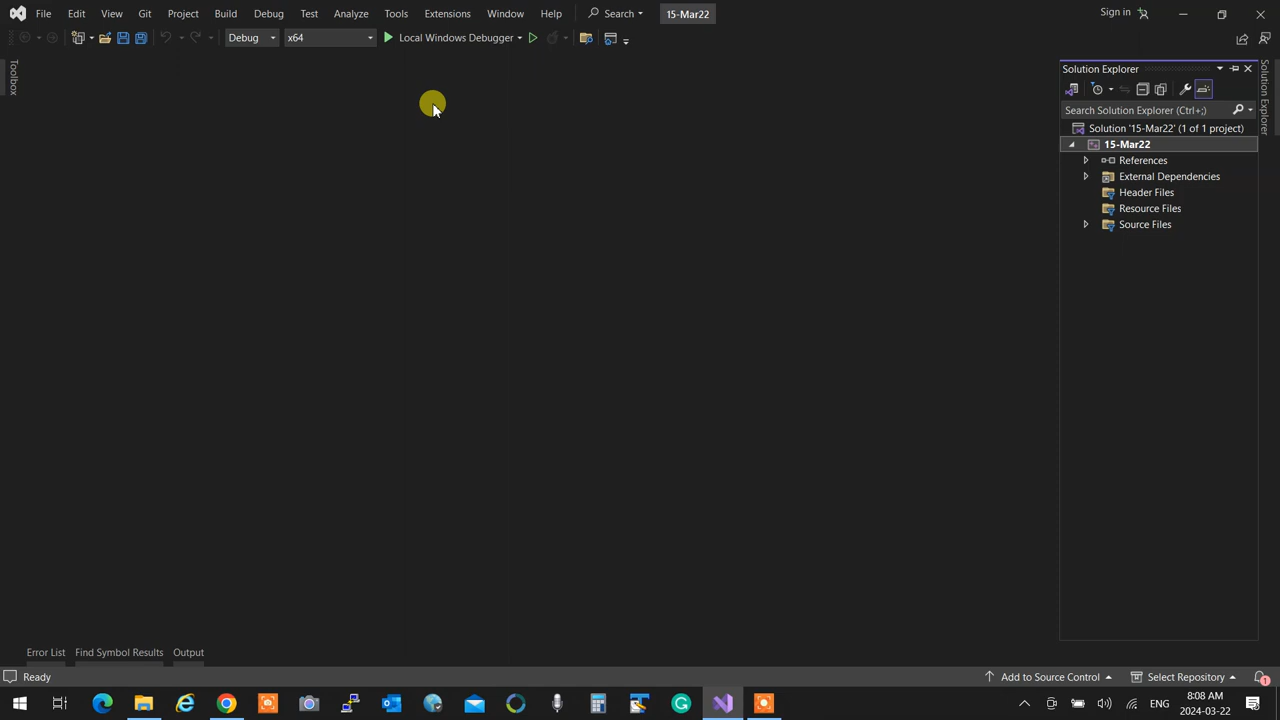 File Edit View Git Project Build Debug Test Analyze Tools Extensions Window Help Search 15-Mar22 Sign in
Debug x64 Local Windows Debugger
Toolbox
Solution Explorer
Solution Explorer
Search Solution Explorer (Ctrl+;)
Solution '15-Mar22' (1 of 1 project)
15-Mar22
References
External Dependencies
Header Files
Resource Files
Source Files
Error List Find Symbol Results Output
Ready Add to Source Control Select Repository 1
8:08 AM
ENG
2024-03-22